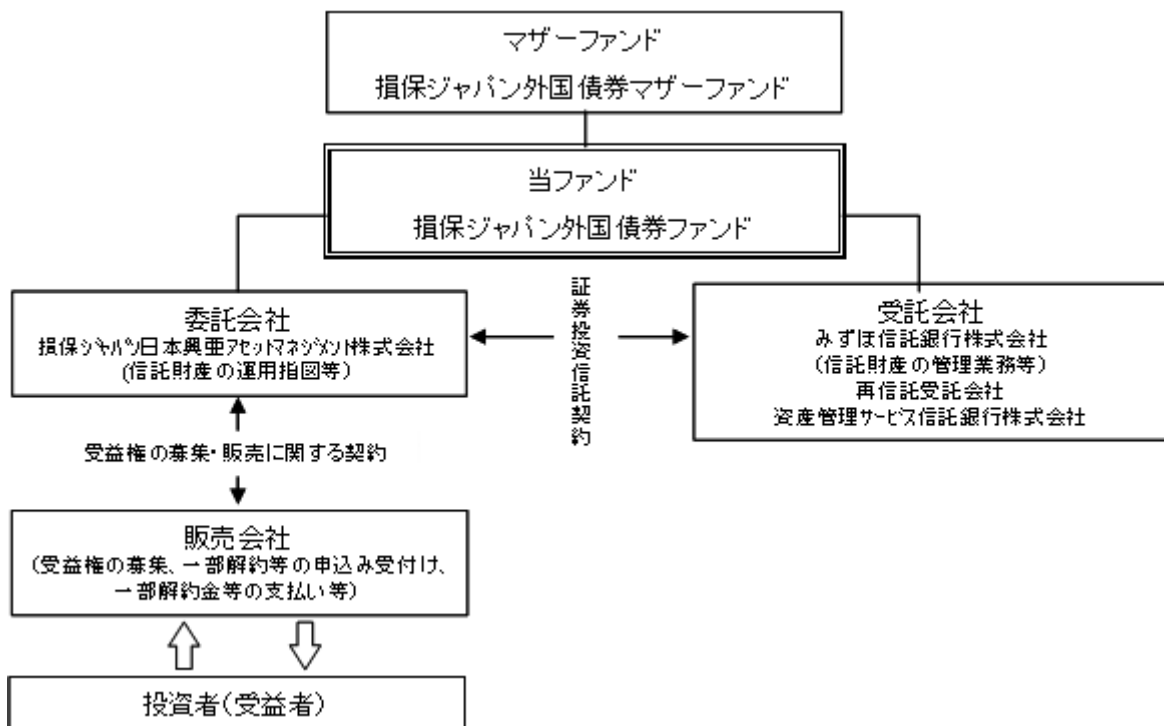 マザーファンド
損保ジャパン外国債券マザーファンド
当ファンド
損保ジャパン外国債券ファンド
証券投資信託契約
委託会社
損保ジャパン日本興亜アセットマネジメント株式会社
(信託財産の運用指図等)
受託会社
みずほ信託銀行株式会社
(信託財産の管理業務等)
再信託受託会社
資産管理サービス信託銀行株式会社
受益権の募集・販売に関する契約
販売会社
(受益権の募集、一部解約等の申込み受付け、
一部解約金等の支払い等)
投資者(受益者)